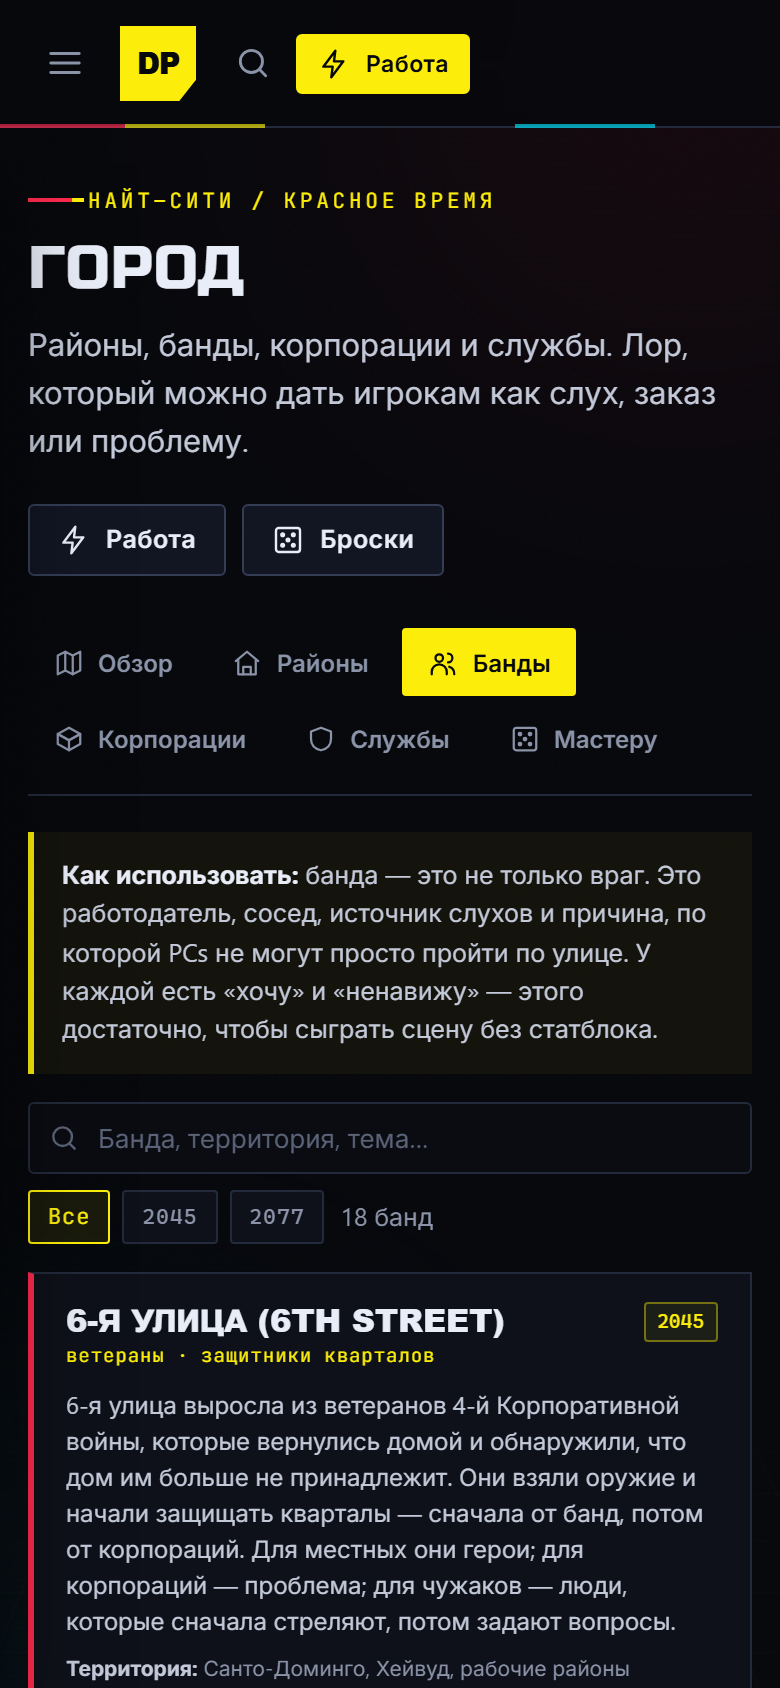 DP
Работа
НАЙТ-СИТИ / КРАСНОЕ ВРЕМЯ
ГОРОД
Районы, банды, корпорации и службы. Лор,
который можно дать игрокам как слух, заказ
или проблему.
Работа
Броски
Обзор
Районы
Банды
Корпорации
Службы
Мастеру
Как использовать: банда — это не только враг. Это
работодатель, сосед, источник слухов и причина, по
которой PCs не могут просто пройти по улице. У
каждой есть «хочу» и «ненавижу» — этого
достаточно, чтобы сыграть сцену без статблока.
Банда, территория, тема...
Все
2045
2077
18 банд
6-Я УЛИЦА (6TH STREET)
2045
ветераны · защитники кварталов
6-я улица выросла из ветеранов 4-й Корпоративной
войны, которые вернулись домой и обнаружили, что
дом им больше не принадлежит. Они взяли оружие и
начали защищать кварталы — сначала от банд, потом
от корпораций. Для местных они герои; для
корпораций — проблема; для чужаков — люди,
которые сначала стреляют, потом задают вопросы.
Территория: Санто-Доминго, Хейвуд, рабочие районы